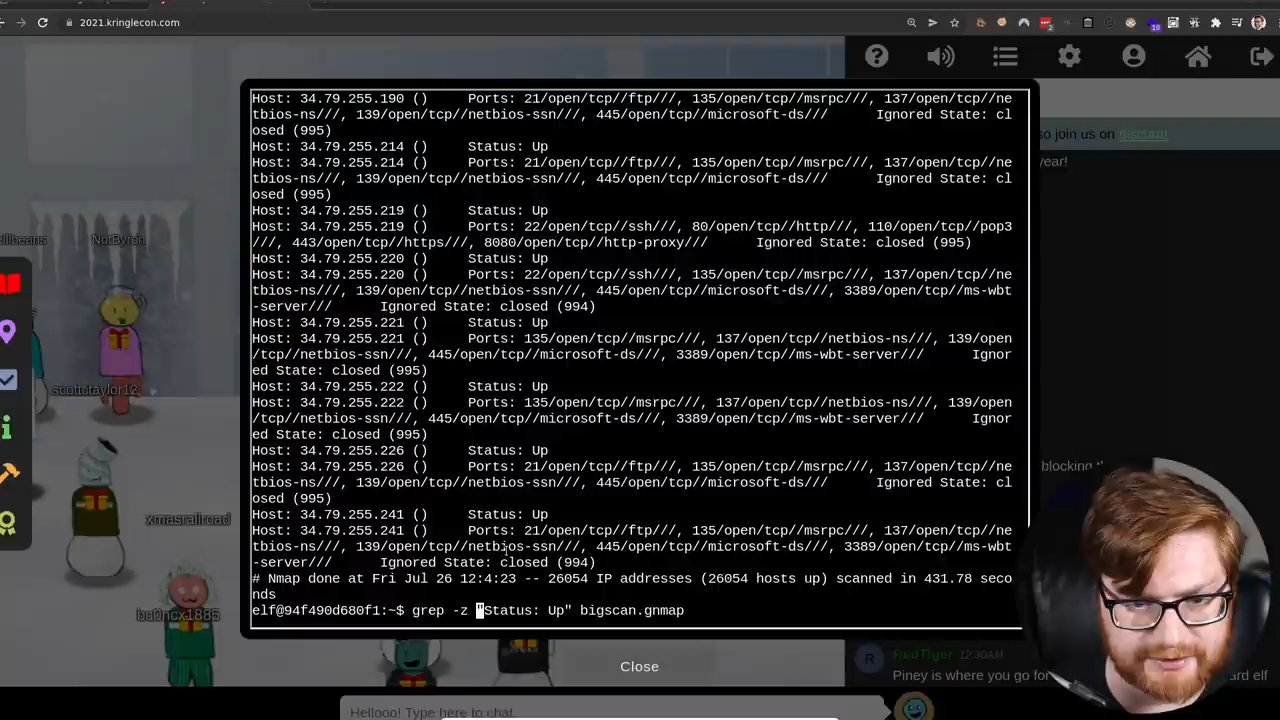 2021.kringlecon.com
10
Host: 34.79.255.190 ()     Ports: 21/open/tcp//ftp///, 135/open/tcp//msrpc///, 137/open/tcp//ne
tbios-ns///, 139/open/tcp//netbios-ssn///, 445/open/tcp//microsoft-ds///      Ignored State: cl
osed (995)
Host: 34.79.255.214 ()     Status: Up
Host: 34.79.255.214 ()     Ports: 21/open/tcp//ftp///, 135/open/tcp//msrpc///, 137/open/tcp//ne
tbios-ns///, 139/open/tcp//netbios-ssn///, 445/open/tcp//microsoft-ds///      Ignored State: cl
osed (995)
Host: 34.79.255.219 ()     Status: Up
Host: 34.79.255.219 ()     Ports: 22/open/tcp//ssh///, 80/open/tcp//http///, 110/open/tcp//pop3
///, 443/open/tcp//https///, 8080/open/tcp//http-proxy///      Ignored State: closed (995)
Host: 34.79.255.220 ()     Status: Up
Host: 34.79.255.220 ()     Ports: 22/open/tcp//ssh///, 135/open/tcp//msrpc///, 137/open/tcp//ne
tbios-ns///, 139/open/tcp//netbios-ssn///, 445/open/tcp//microsoft-ds///, 3389/open/tcp//ms-wbt
-server///      Ignored State: closed (994)
Host: 34.79.255.221 ()     Status: Up
Host: 34.79.255.221 ()     Ports: 135/open/tcp//msrpc///, 137/open/tcp//netbios-ns///, 139/open
/tcp//netbios-ssn///, 445/open/tcp//microsoft-ds///, 3389/open/tcp//ms-wbt-server///      Ignor
ed State: closed (995)
Host: 34.79.255.222 ()     Status: Up
Host: 34.79.255.222 ()     Ports: 135/open/tcp//msrpc///, 137/open/tcp//netbios-ns///, 139/open
/tcp//netbios-ssn///, 445/open/tcp//microsoft-ds///, 3389/open/tcp//ms-wbt-server///      Ignor
ed State: closed (995)
Host: 34.79.255.226 ()     Status: Up
Host: 34.79.255.226 ()     Ports: 21/open/tcp//ftp///, 135/open/tcp//msrpc///, 137/open/tcp//ne
tbios-ns///, 139/open/tcp//netbios-ssn///, 445/open/tcp//microsoft-ds///      Ignored State: cl
osed (995)
Host: 34.79.255.241 ()     Status: Up
Host: 34.79.255.241 ()     Ports: 21/open/tcp//ftp///, 135/open/tcp//msrpc///, 137/open/tcp//ne
tbios-ns///, 139/open/tcp//netbios-ssn///, 445/open/tcp//microsoft-ds///, 3389/open/tcp//ms-wbt
-server///      Ignored State: closed (994)
# Nmap done at Fri Jul 26 12:4:23 -- 26054 IP addresses (26054 hosts up) scanned in 431.78 seco
nds
elf@94f490d680f1:~$ grep -z "Status: Up" bigscan.gnmap
Close
so join us on discord!
year!
blocking
NotByron
scotttaylor12
xmasrailroad
RedTiger 12:30AM
R
Piney is where you go for
ard elf
Hellooo! Type here to chat.